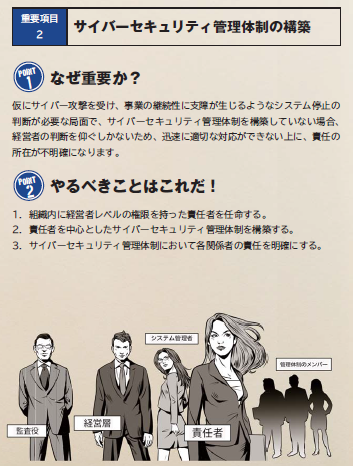 重要項目
2
サイバーセキュリティ管理体制の構築
POINT
1
なぜ重要か？
仮にサイバー攻撃を受け、事業の継続性に支障が生じるようなシステム停止の
判断が必要な局面で、サイバーセキュリティ管理体制を構築していない場合、
経営者の判断を仰ぐしかないため、迅速に適切な対応ができない上に、責任の
所在が不明確になります。
POINT
2
やるべきことはこれだ！
1. 組織内に経営者レベルの権限を持った責任者を任命する。
2. 責任者を中心としたサイバーセキュリティ管理体制を構築する。
3. サイバーセキュリティ管理体制において各関係者の責任を明確にする。
システム管理者
管理体制のメンバー
経営層
監査役
責任者